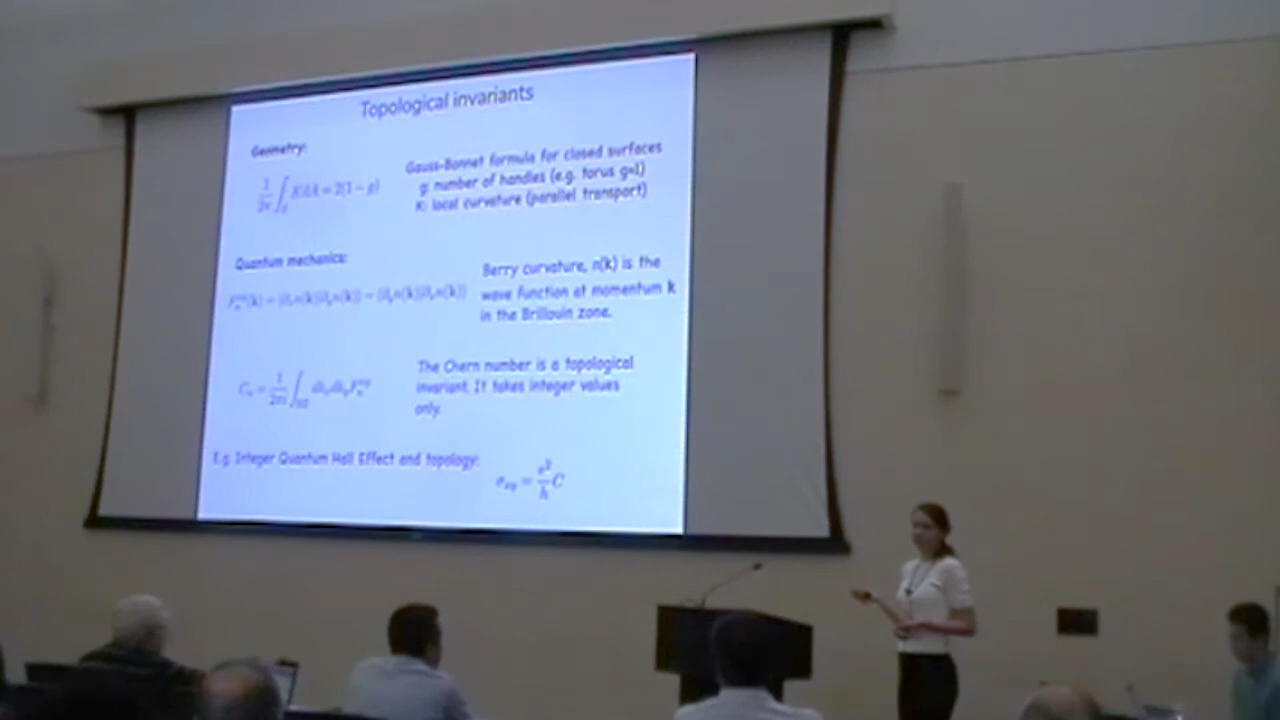 Topological invariants
Geometry:
Gauss-Bonnet formula for closed surfaces
g: number of handles (e.g. torus g=1)
K: local curvature (parallel transport)
Quantum mechanics:
Berry curvature, n(k) is the
wave function at momentum k
in the Brillouin zone.
The Chern number is a topological
invariant. It takes integer values
only.
E.g. Integer Quantum Hall Effect and topology:
σxy = e²/h C